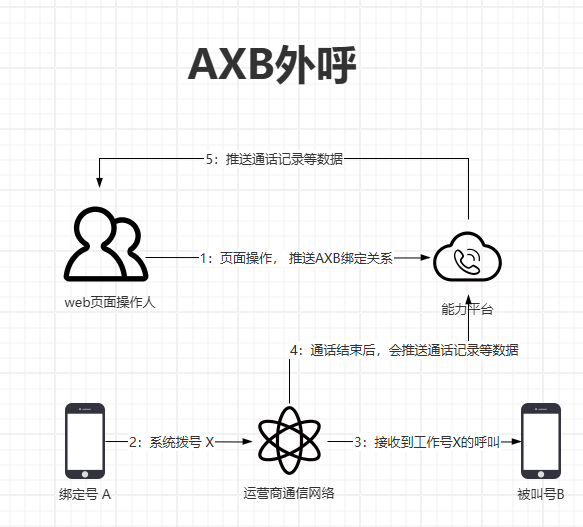 AXB外呼
5：推送通话记录等数据
1：页面操作， 推送AXB绑定关系
web页面操作人
能力平台
4：通话结束后，会推送通话记录等数据
2：系统拨号 X
3：接收到工作号X的呼叫
绑定号 A
运营商通信网络
被叫号B